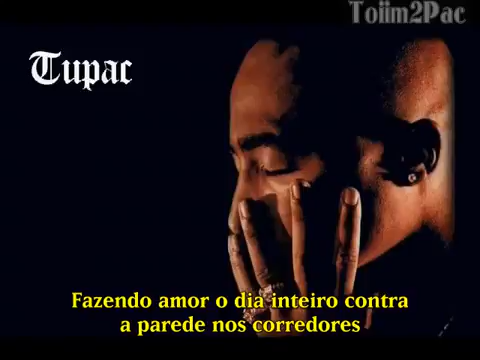 Toiim2Pac
Tupac
Fazendo amor o dia inteiro contra
a parede nos corredores